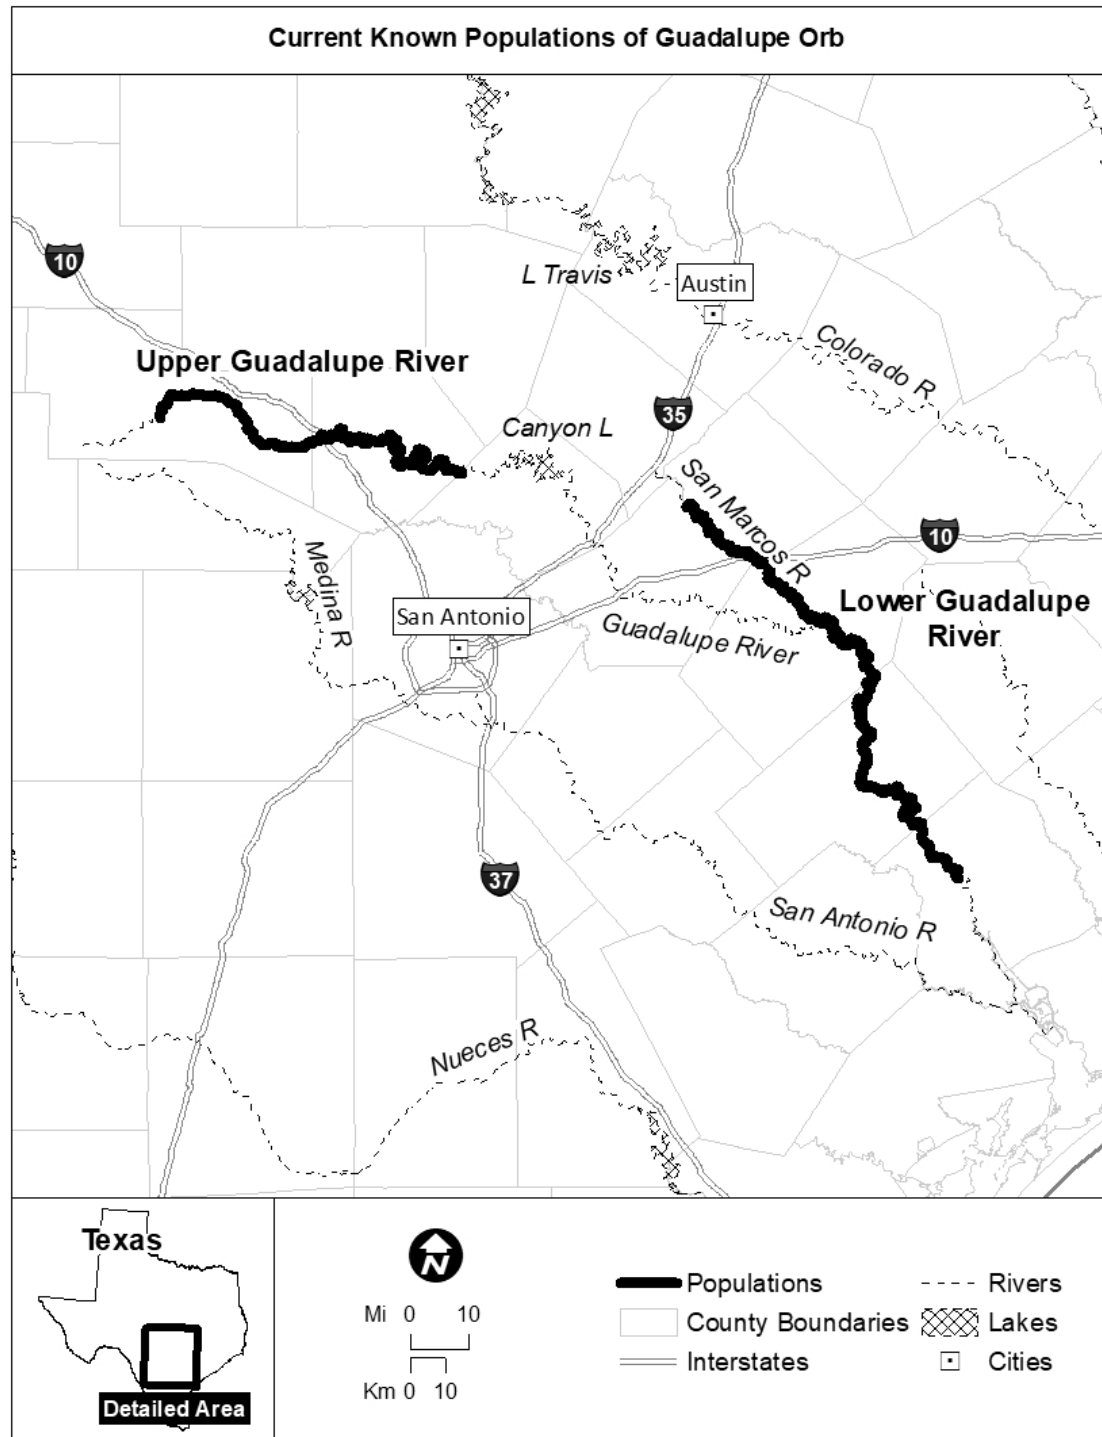 Current Known Populations of Guadalupe Orb
10
L Travis
Austin
Colorado R
Upper Guadalupe River
35
Canyon L
San Marcos R
10
Medina R
San Antonio
Guadalupe River
Lower Guadalupe
River
37
San Antonio R
Nueces R
Texas
Detailed Area
N
Mi 0 10
Km 0 10
Populations
County Boundaries
Interstates
Rivers
Lakes
Cities